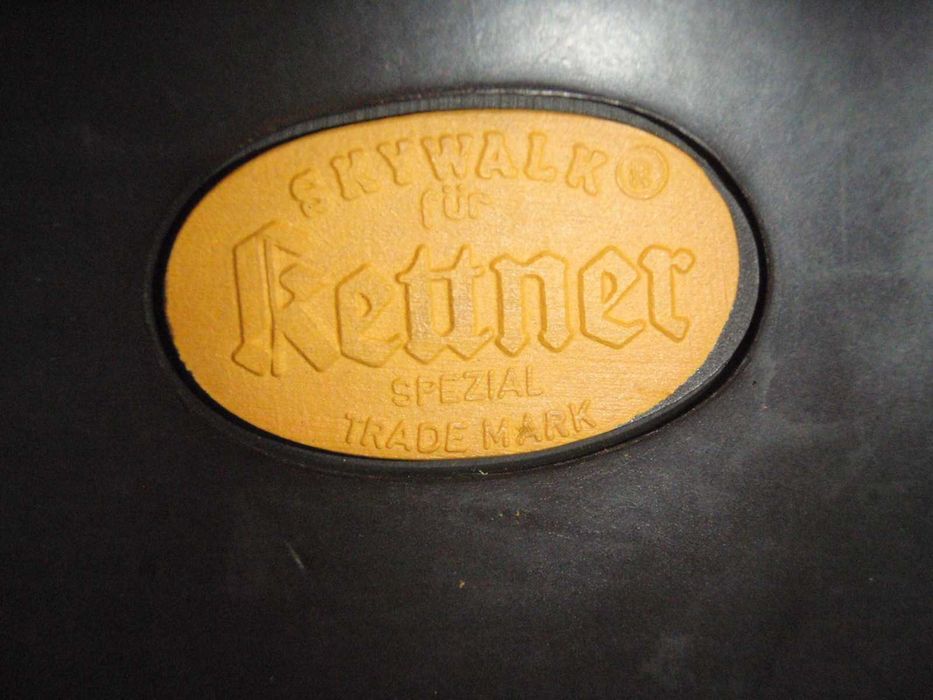 SKYWALK ®
für
Kettner
SPEZIAL
TRADE MARK